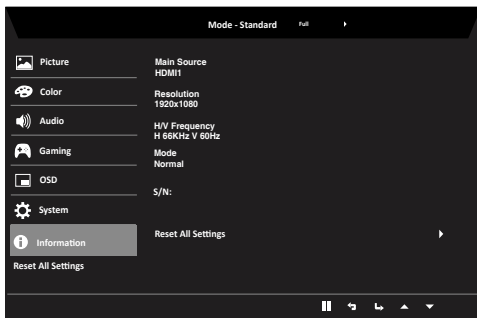 Mode - Standard Full
Picture
Color
Audio
Gaming
OSD
System
Information
Reset All Settings
Main Source
HDMI1
Resolution
1920x1080
H/V Frequency
H 66KHz V 60Hz
Mode
Normal
S/N:
Reset All Settings